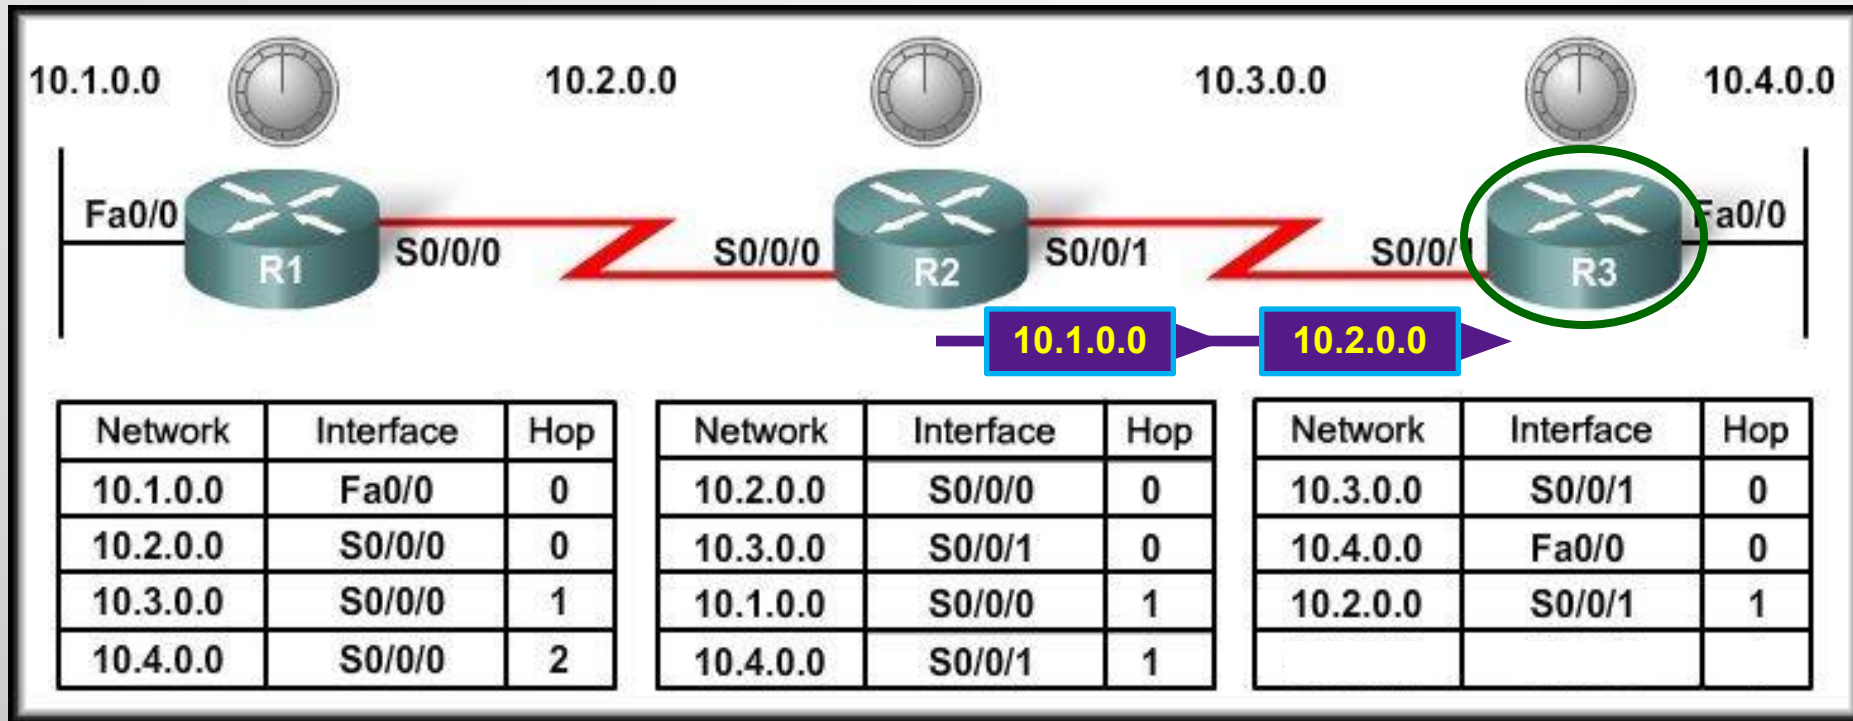 10.1.0.0 10.2.0.0 10.3.0.0 10.4.0.0
Fa0/0 S0/0/0 S0/0/0 S0/0/1 S0/0/1 Fa0/0
R1 R2 R3
10.1.0.0 10.2.0.0
Network Interface Hop
10.1.0.0 Fa0/0 0
10.2.0.0 S0/0/0 0
10.3.0.0 S0/0/0 1
10.4.0.0 S0/0/0 2
Network Interface Hop
10.2.0.0 S0/0/0 0
10.3.0.0 S0/0/1 0
10.1.0.0 S0/0/0 1
10.4.0.0 S0/0/1 1
Network Interface Hop
10.3.0.0 S0/0/1 0
10.4.0.0 Fa0/0 0
10.2.0.0 S0/0/1 1